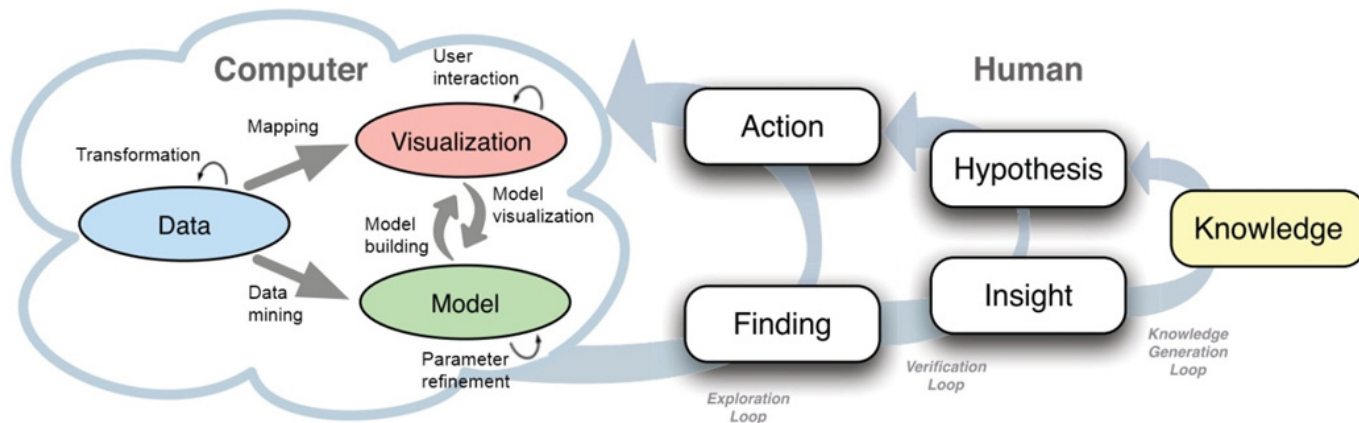 Computer
Human
User
interaction
Mapping
Visualization
Transformation
Data
Model
visualization
Model
building
Data
mining
Model
Parameter
refinement
Action
Hypothesis
Knowledge
Finding
Insight
Exploration
Loop
Verification
Loop
Knowledge
Generation
Loop